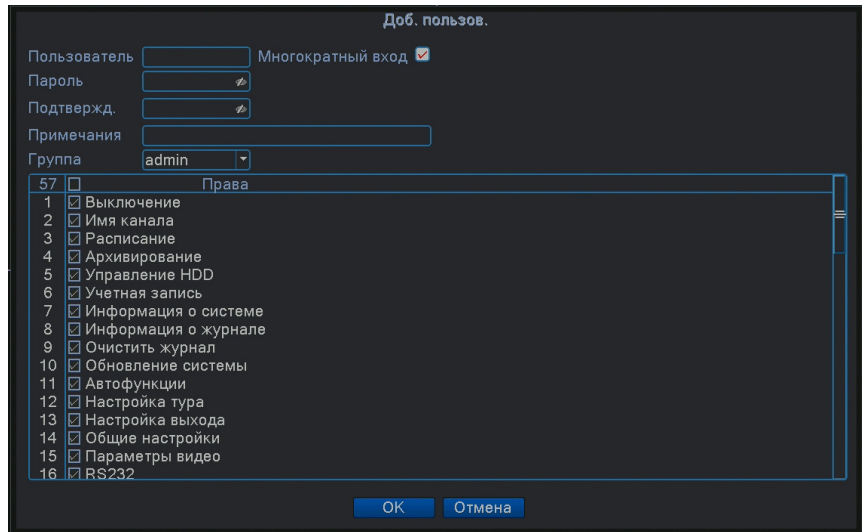 Доб. пользов.
Пользователь Многократный вход
Пароль
Подтвержд.
Примечания
Группа admin
57 Права
1 Выключение
2 Имя канала
3 Расписание
4 Архивирование
5 Управление HDD
6 Учетная запись
7 Информация о системе
8 Информация о журнале
9 Очистить журнал
10 Обновление системы
11 Автофункции
12 Настройка тура
13 Настройка выхода
14 Общие настройки
15 Параметры видео
16 RS232
OK Отмена